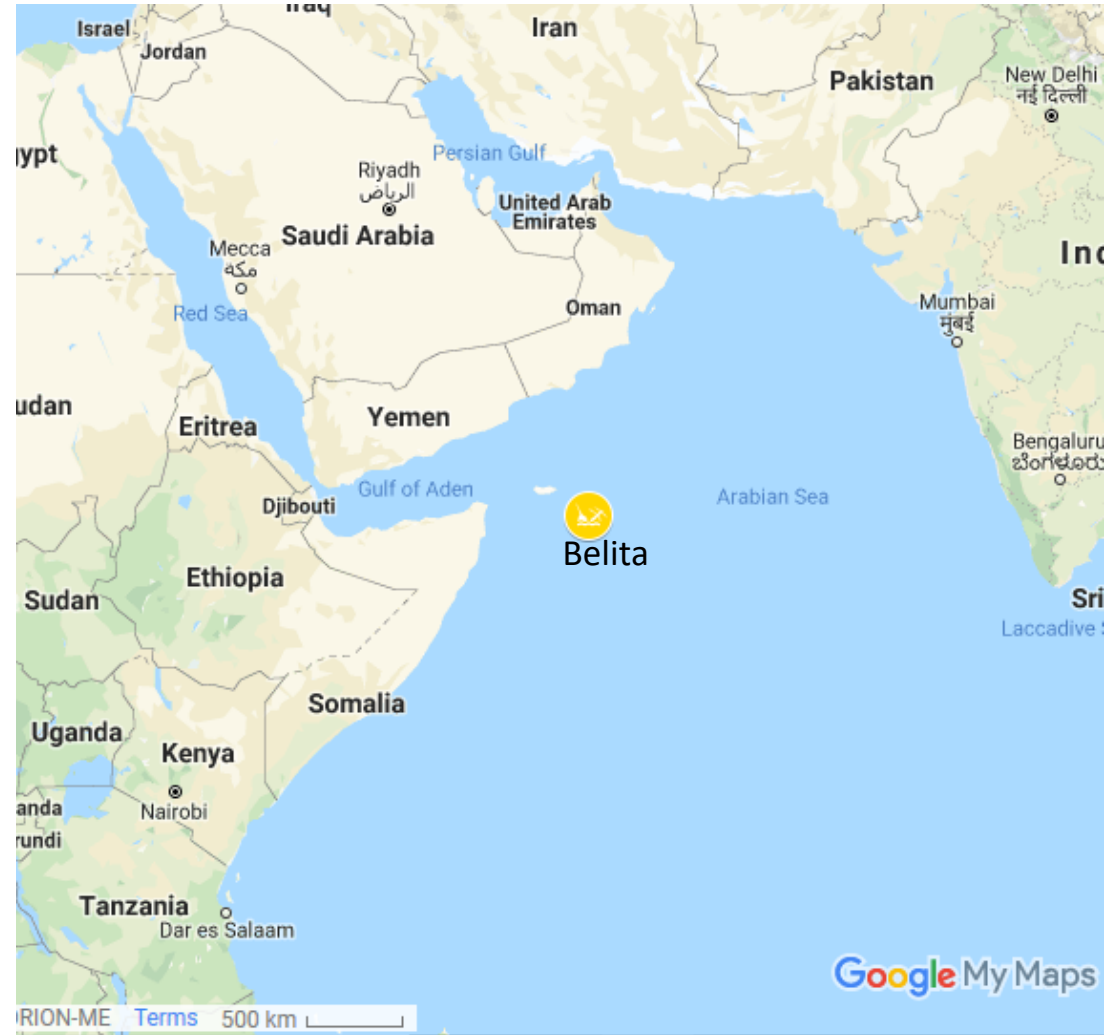 Iraq
Israel
Jordan
Iran
Pakistan
New Delhi
नई दिल्ली
ypt
Persian Gulf
Riyadh
الرياض
United Arab
Emirates
Saudi Arabia
Mecca
مكة
Inc
Oman
Mumbai
मुंबई
Red Sea
udan
Eritrea
Yemen
Bengaluru
ಬೆಂಗಳೂರು
Gulf of Aden
Arabian Sea
Djibouti
Belita
Ethiopia
Sudan
Sri
Laccadive S
Somalia
Uganda
Kenya
Nairobi
anda
rundi
Tanzania
Dar es Salaam
Google My Maps
RION-ME Terms 500 km